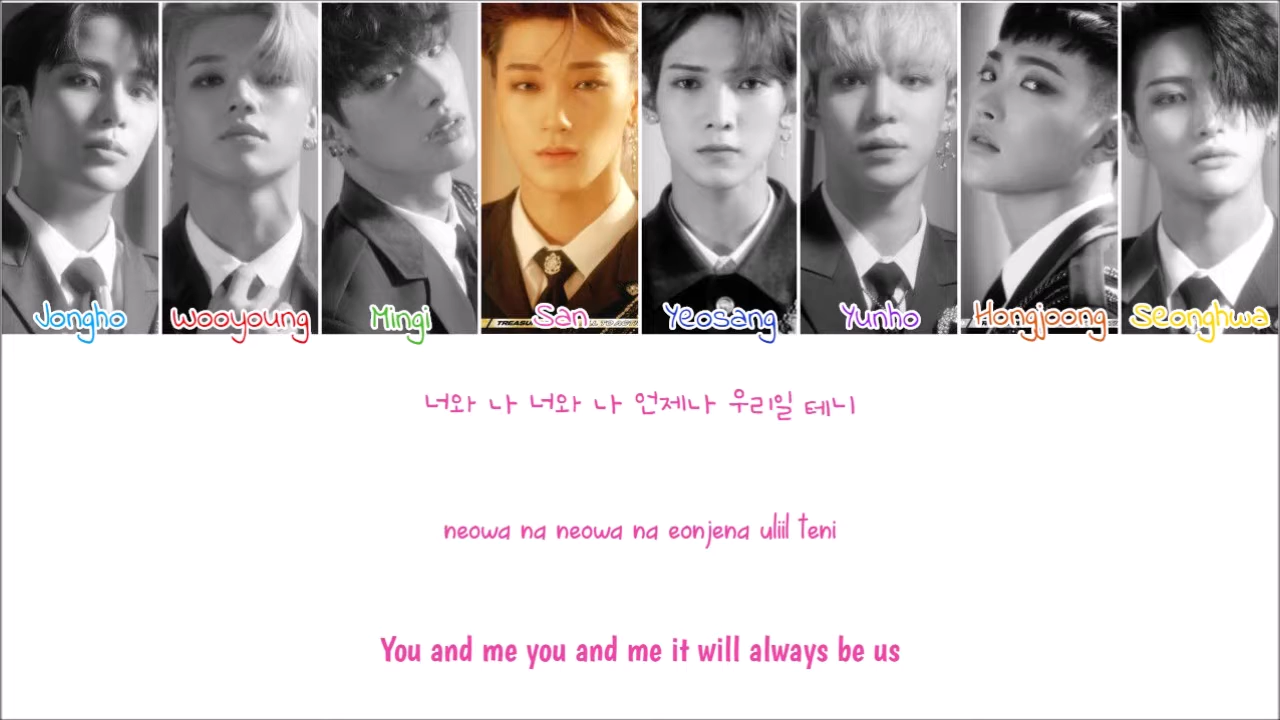 Jongho
Wooyoung
Mingi
San
Yeosang
Yunho
Hongjoong
Seonghwa
너와 나 너와 나 언제나 우리일 테니
neowa na neowa na eonjena uliil teni
You and me you and me it will always be us